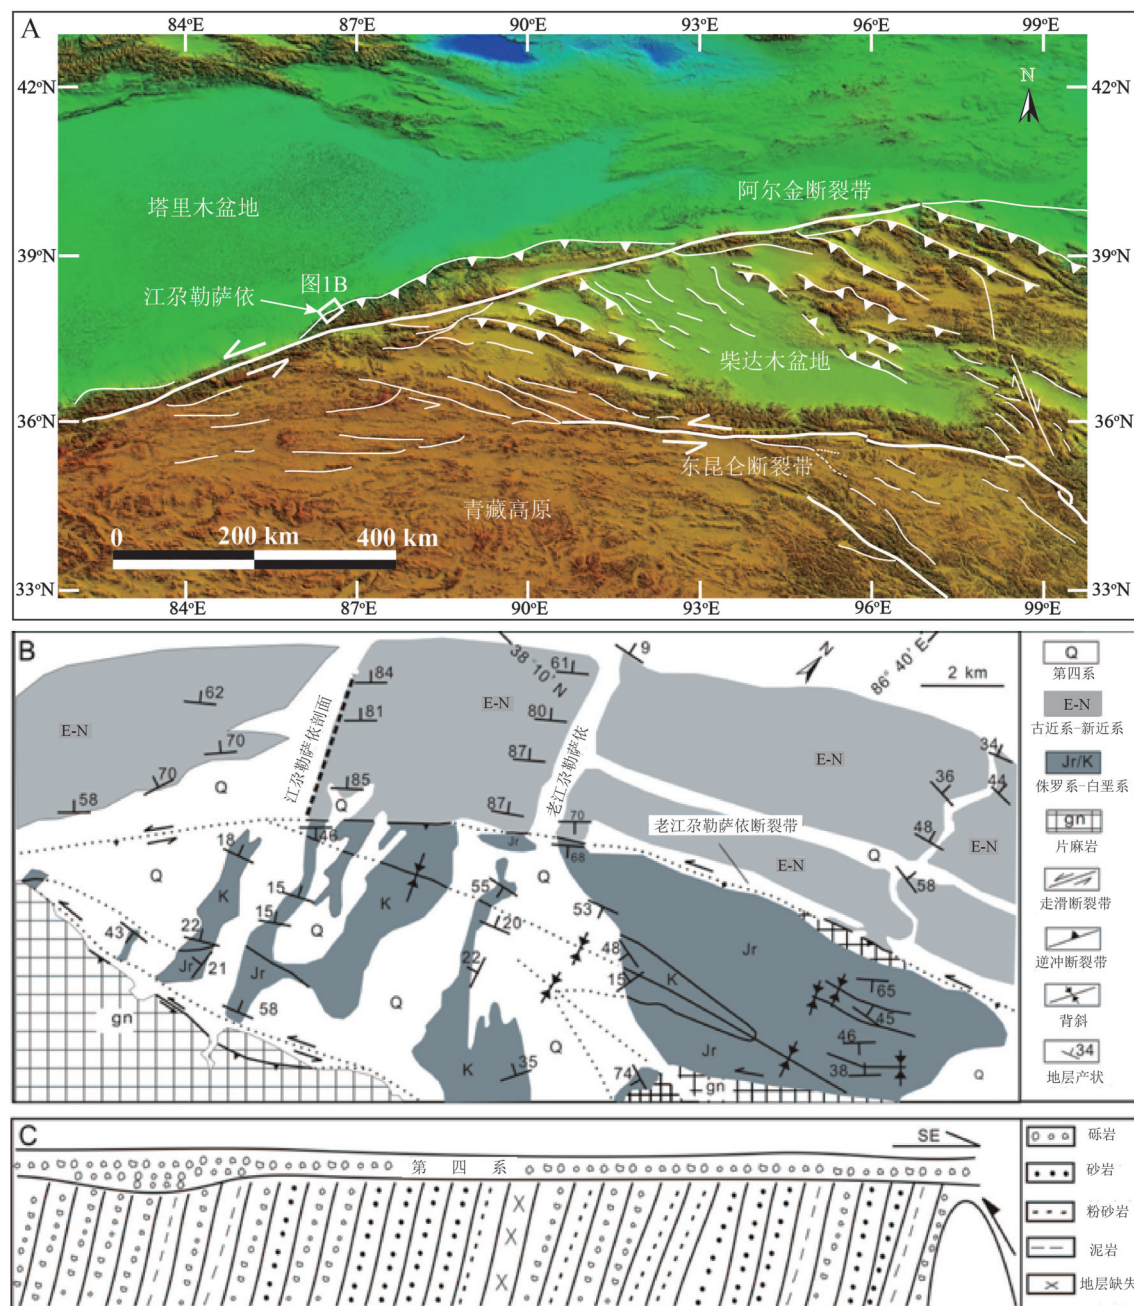 A
84°E 87°E 90°E 93°E 96°E 99°E
42°N 42°N
N
塔里木盆地
阿尔金断裂带
39°N 39°N
图1B
江尕勒萨依
柴达木盆地
36°N 36°N
东昆仑断裂带
青藏高原
0 200 km 400 km
33°N 33°N
84°E 87°E 90°E 93°E 96°E 99°E
B
38°10′N
61
9
N
86°40′E
2 km
84
62
E-N
81
E-N
80
江尕勒萨依剖面
老江尕勒萨依
70
87
E-N
34
70
Q
85
36
44
58
Q
87
70
老江尕勒萨依断裂带
48
E-N
E-N
18
46
Jr
68
Q
58
Q
K
K
55
Q
15
53
15
Q
20
43
22
48
K
Jr
Jr
21
Jr
22
15
65
Q
45
58
46
gn
K
35
Q
Jr
38
74
gn
Q
Q
第四系
E-N
古近系-新近系
Jr/K
侏罗系-白垩系
gn
片麻岩
走滑断裂带
逆冲断裂带
背斜
34
地层产状
C
SE
第四系
砾岩
砂岩
粉砂岩
泥岩
地层缺失